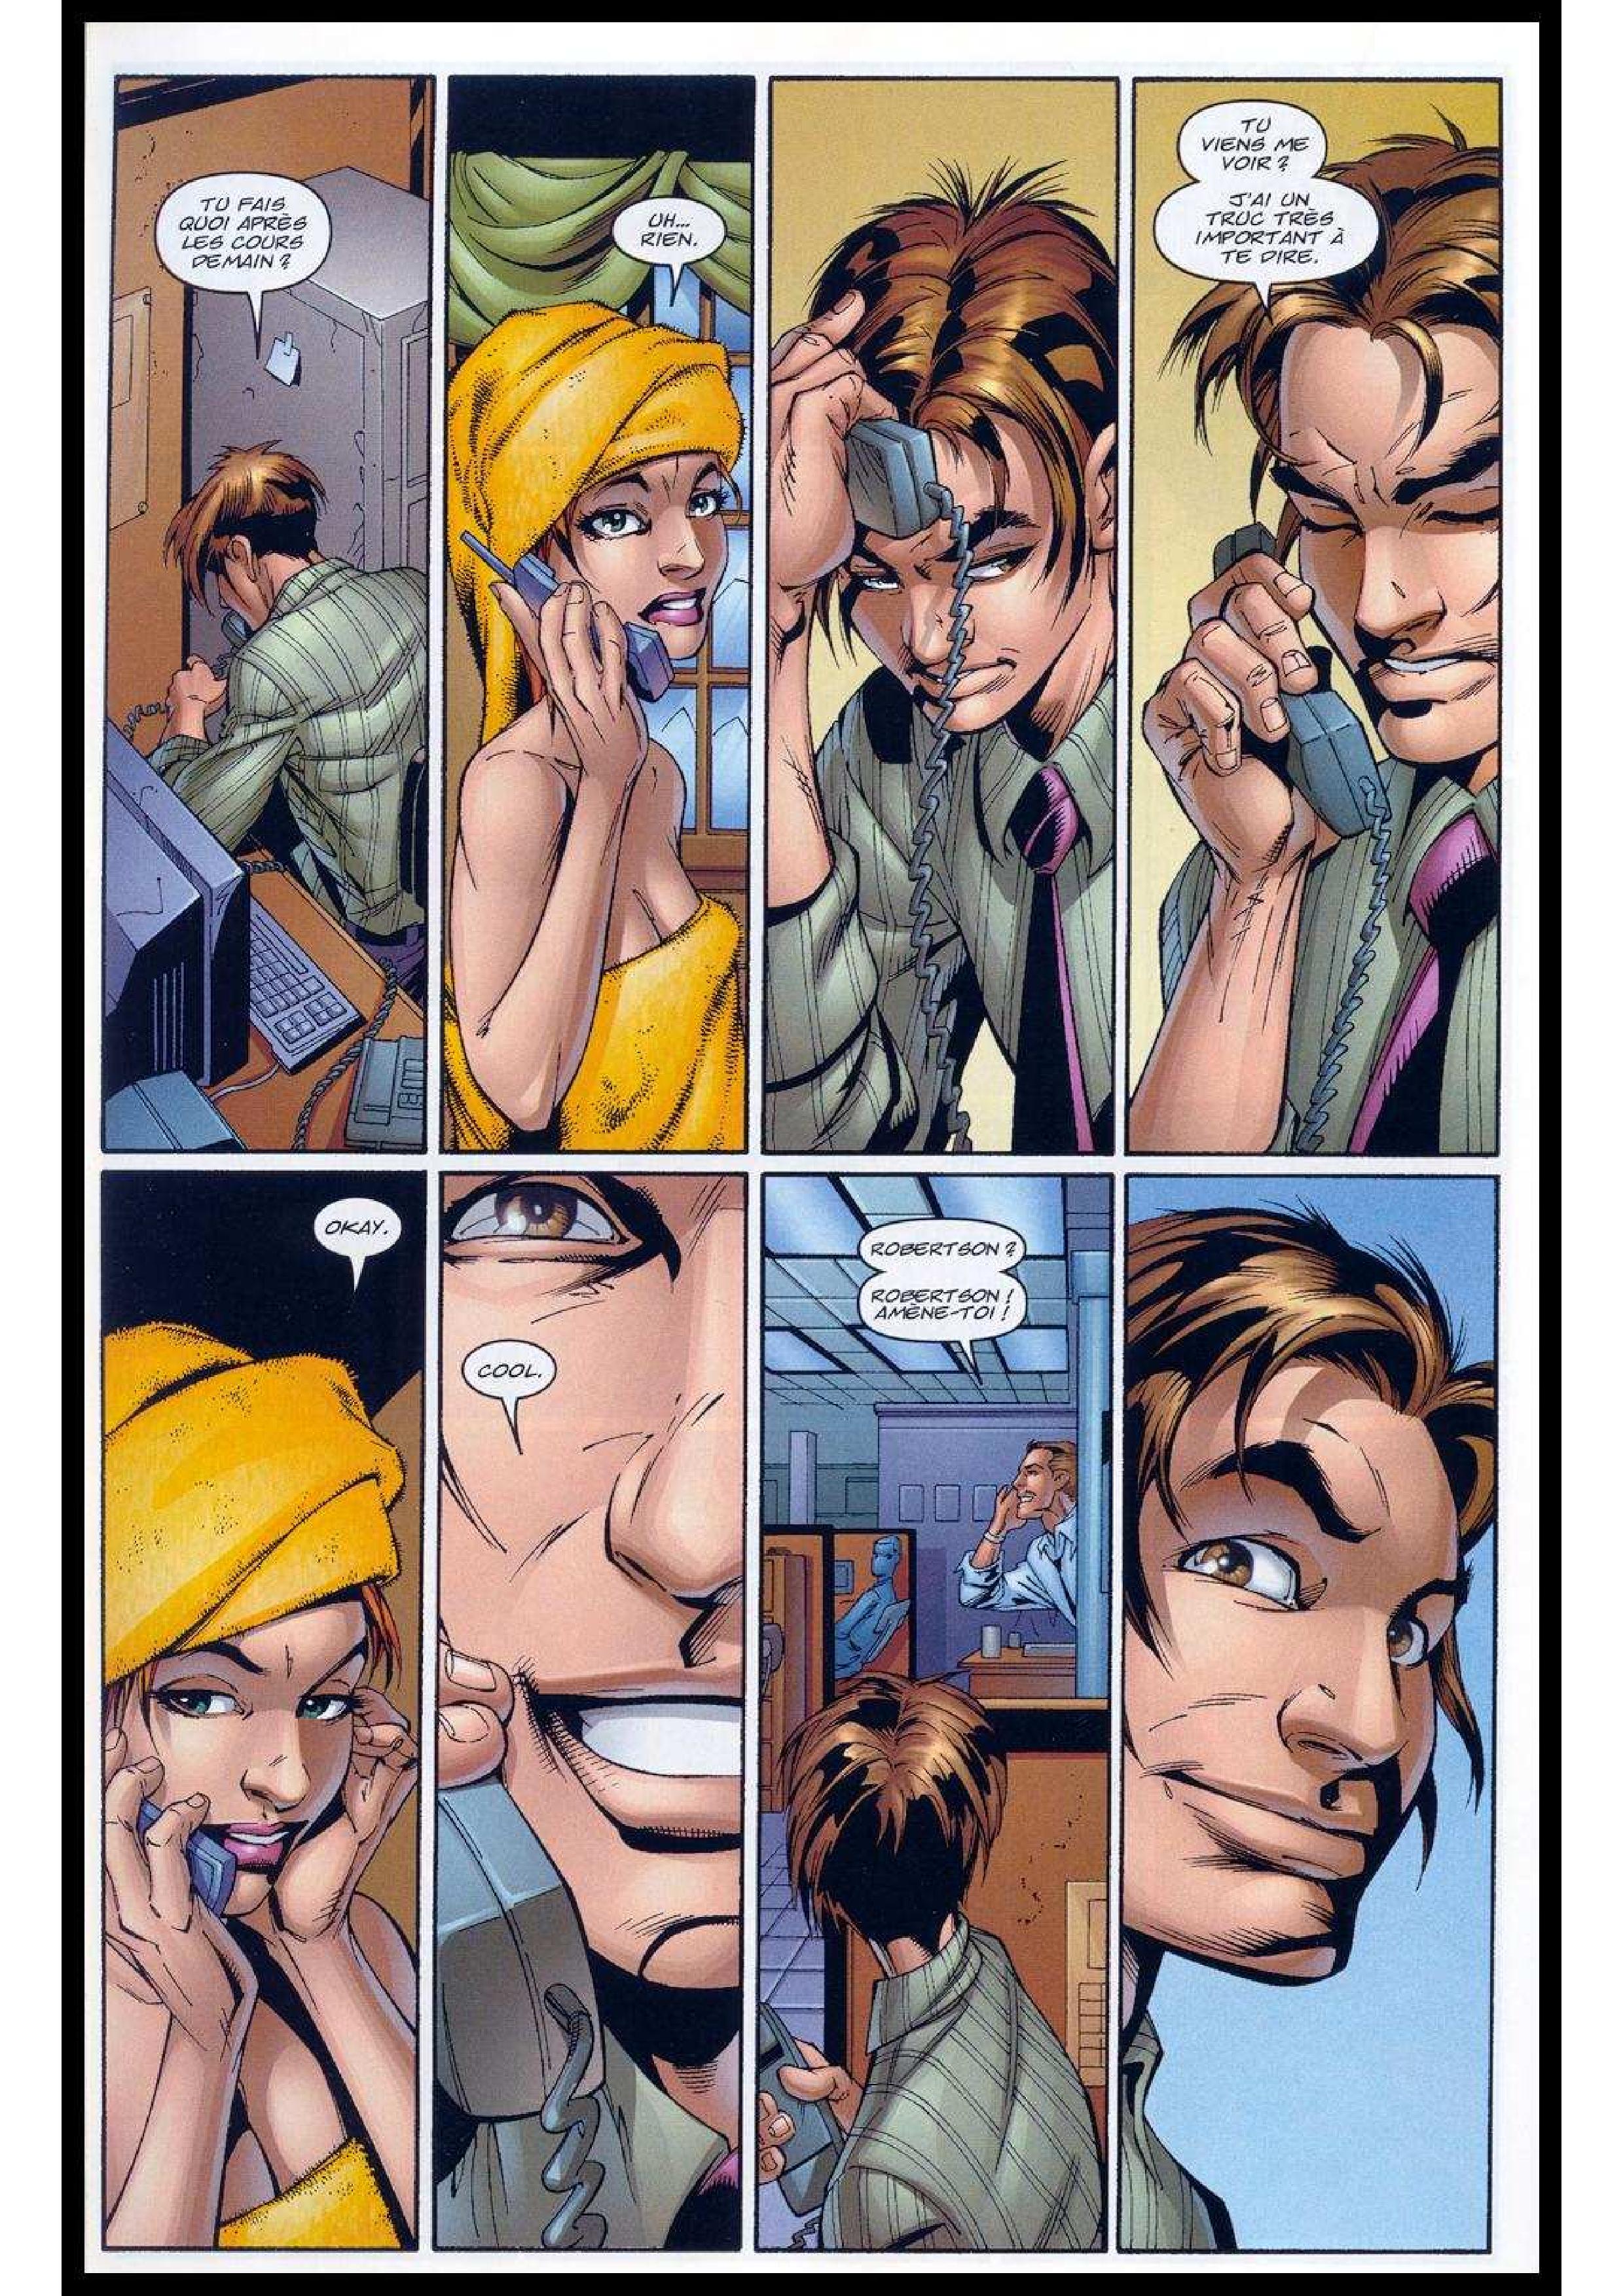 TU FAIS
QUOI APRÈS
LES COURS
DEMAIN ?
UH...
RIEN.
TU
VIENS ME
VOIR ?
J'AI UN
TRUC TRÈS
IMPORTANT À
TE DIRE.
OKAY.
COOL.
ROBERTSON ?
ROBERTSON !
AMÈNE-TOI !